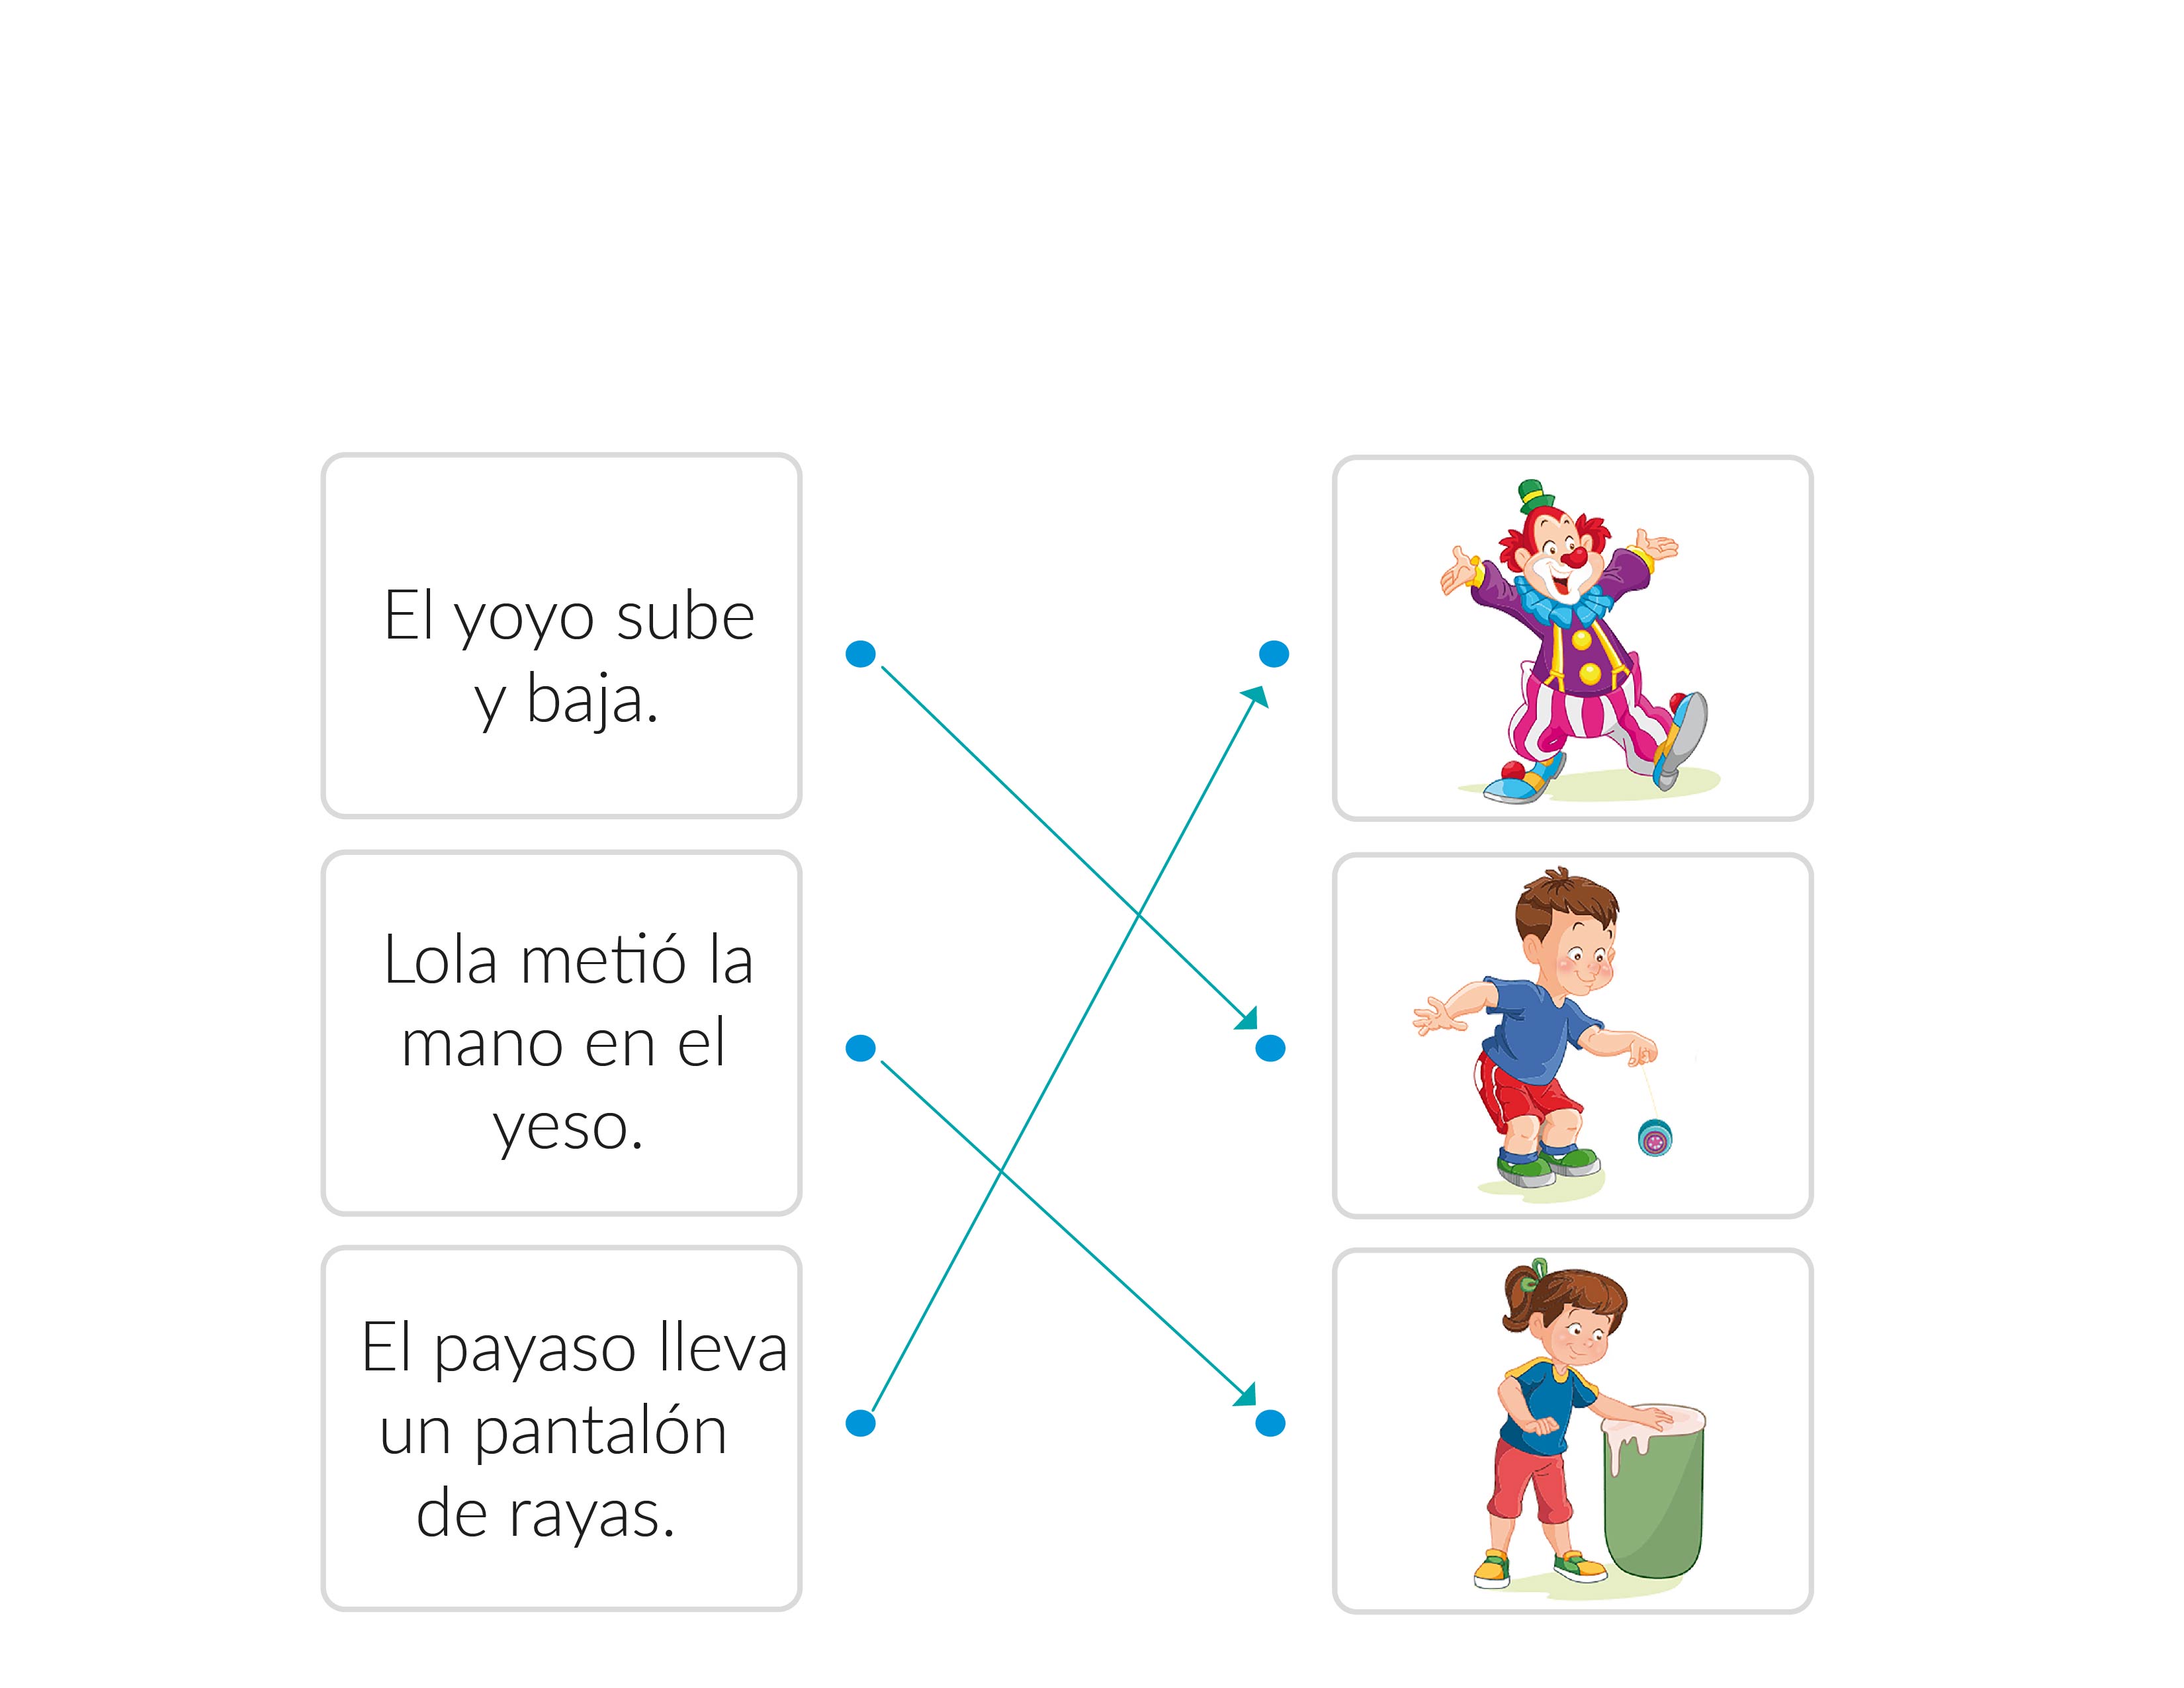 El yoyo sube
y baja.
Lola metió la
mano en el
yeso.
El payaso lleva
un pantalón
de rayas.